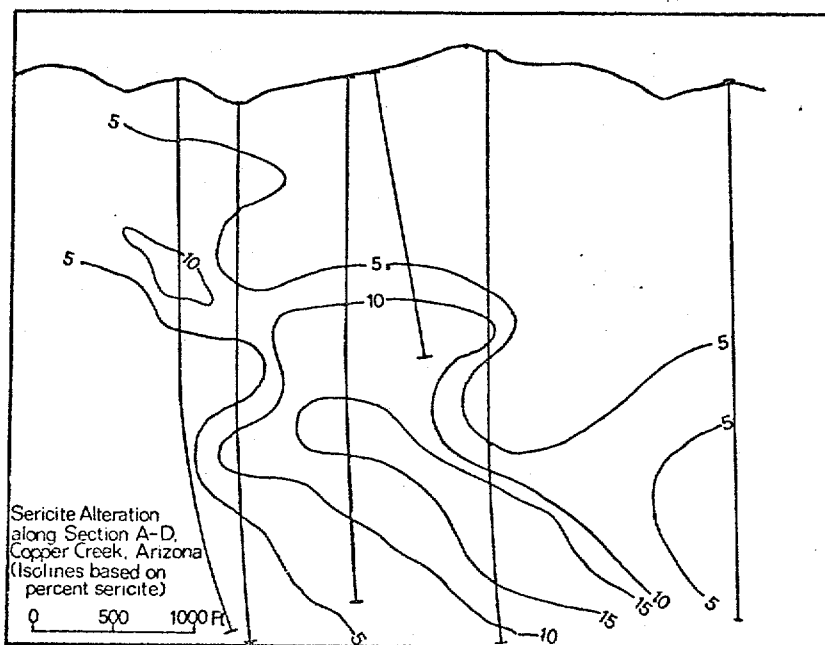 5
10
5
5
10
5
5
Sericite Alteration
along Section A-D,
Copper Creek, Arizona
(Isolines based on
percent sericite)
0 500 1000 Ft
5
10
15
15
10
5